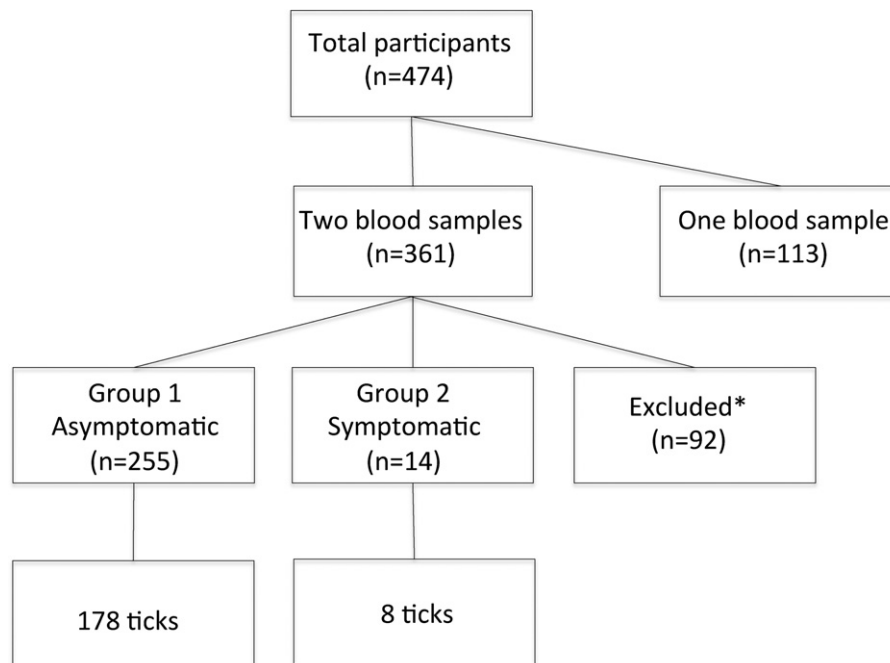 Total participants
(n=474)
Two blood samples
(n=361)
One blood sample
(n=113)
Group 1
Asymptomatic
(n=255)
Group 2
Symptomatic
(n=14)
Excluded*
(n=92)
178 ticks
8 ticks